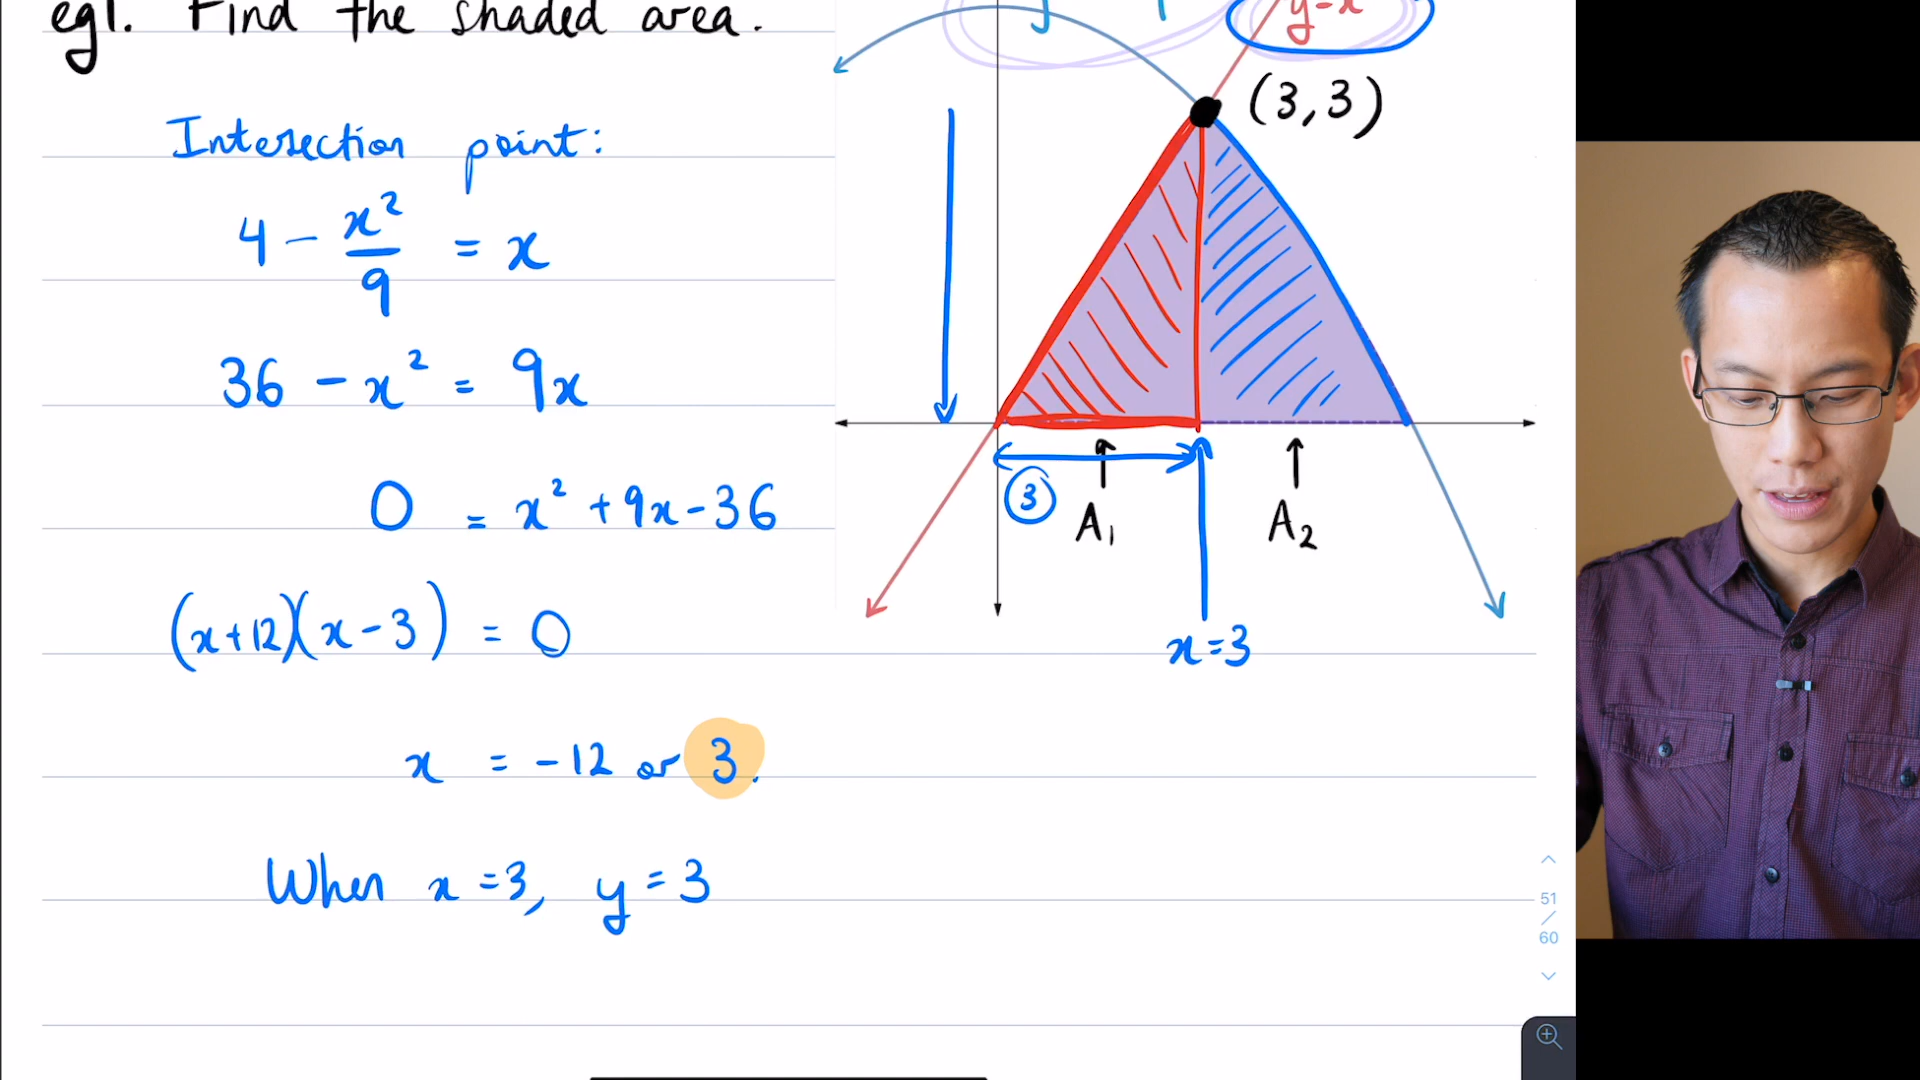 eg1. Find the shaded area.
y=x
(3,3)
Intersection point:
4 - x²/9 = x
36 - x² = 9x
0 = x² + 9x - 36
(x+12)(x-3) = 0
x = -12 or 3.
When x=3, y=3
3
A₁
A₂
x=3
51
/
60